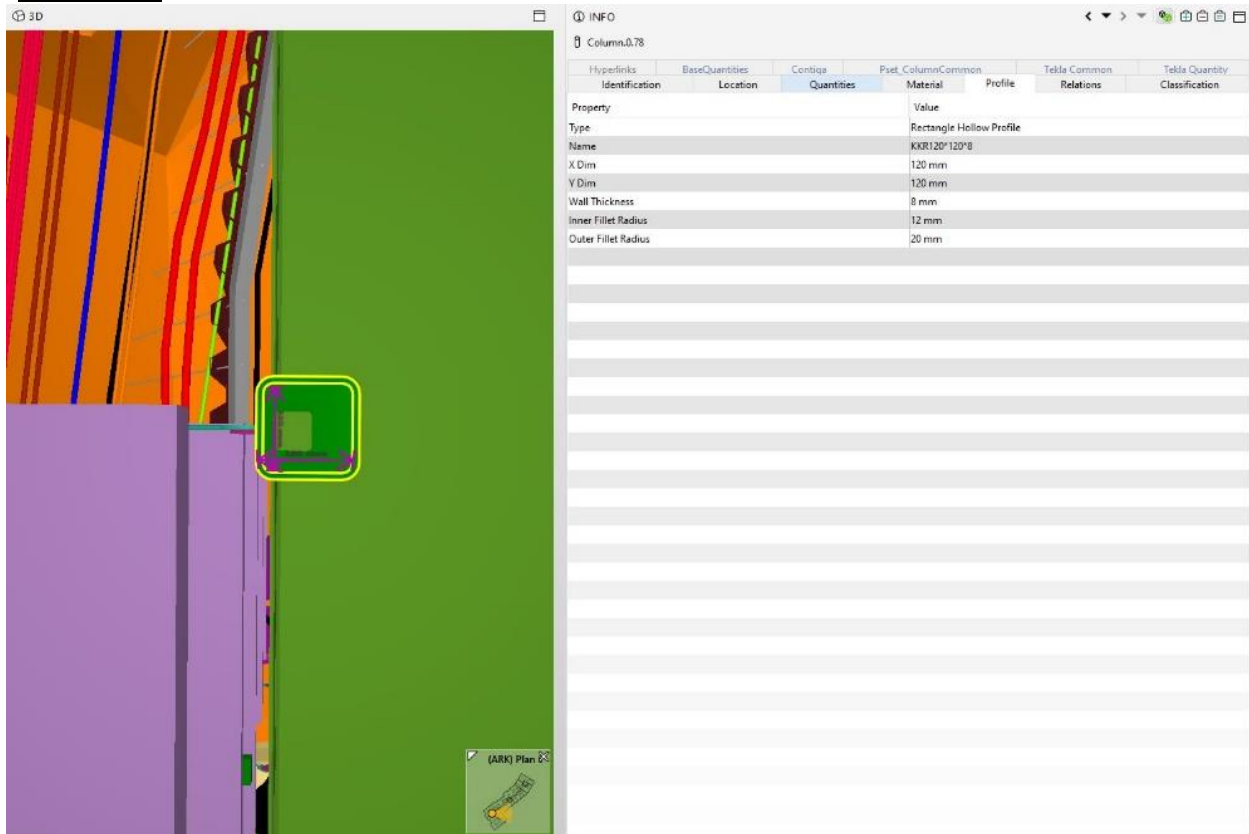 3D
INFO
Column.0.78
Hyperlinks BaseQuantities Contiga Pset_ColumnCommon Tekla Common Tekla Quantity
Identification Location Quantities Material Profile Relations Classification
Property Value
Type Rectangle Hollow Profile
Name KKR120*120*8
X Dim 120 mm
Y Dim 120 mm
Wall Thickness 8 mm
Inner Fillet Radius 12 mm
Outer Fillet Radius 20 mm
(ARK) Plan